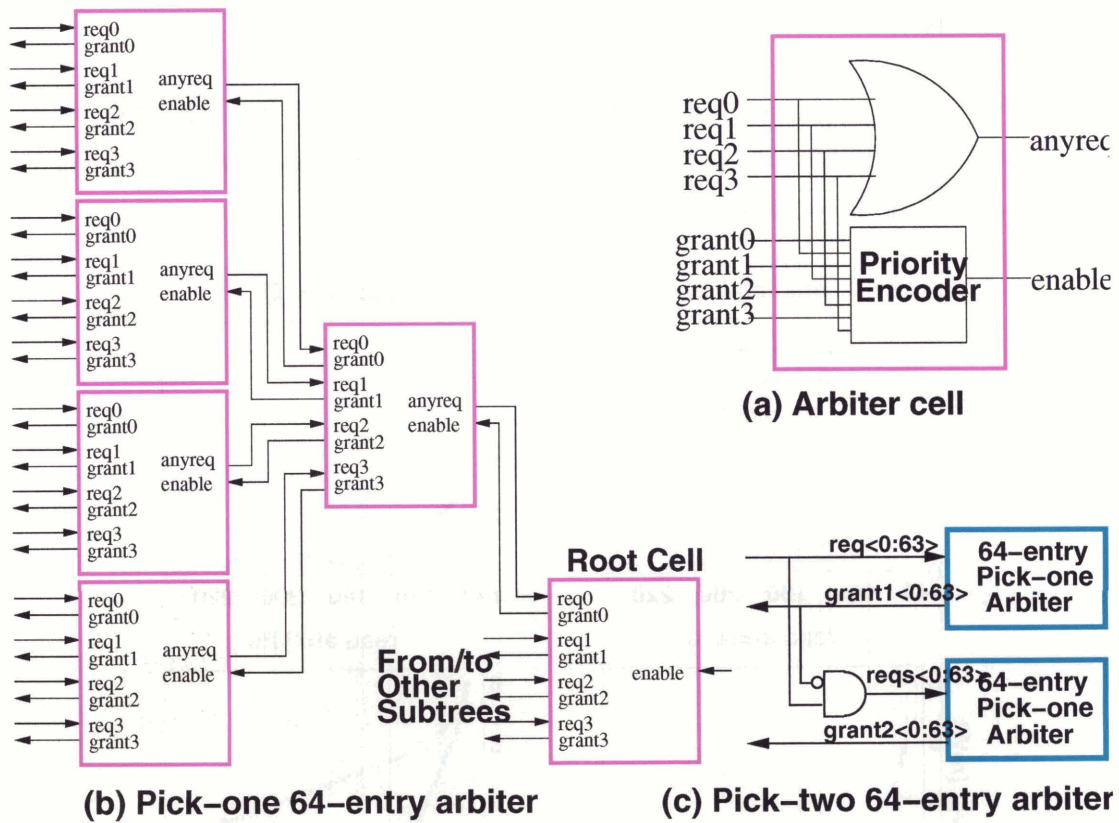 req0
grant0
req1
grant1
req2
grant2
req3
grant3
anyreq
enable
req0
grant0
req1
grant1
req2
grant2
req3
grant3
anyreq
enable
req0
grant0
req1
grant1
req2
grant2
req3
grant3
anyreq
enable
req0
grant0
req1
grant1
req2
grant2
req3
grant3
anyreq
enable
req0
grant0
req1
grant1
req2
grant2
req3
grant3
anyreq
enable
Root Cell
req0
grant0
req1
grant1
req2
grant2
req3
grant3
enable
From/to
Other
Subtrees
(b) Pick–one 64–entry arbiter
req0
req1
req2
req3
anyreq
grant0
grant1
grant2
grant3
Priority
Encoder
enable
(a) Arbiter cell
req<0:63>
grant1<0:63>
64–entry
Pick–one
Arbiter
reqs<0:63>
grant2<0:63>
64–entry
Pick–one
Arbiter
(c) Pick–two 64–entry arbiter